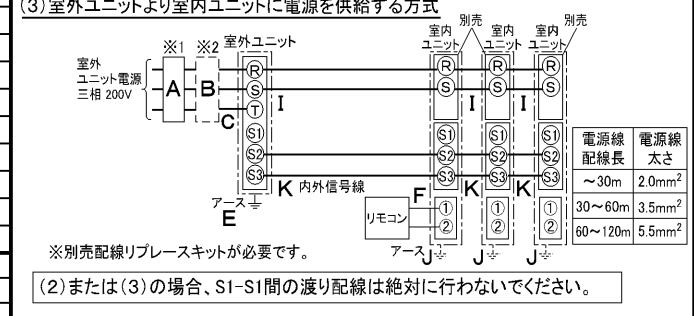 (3)室外ユニットより室内ユニットに電源を供給する方式
※1 ※2 室外ユニット
室内ユニット 別売 室内ユニット 室内ユニット 別売
室外
ユニット電源
三相 200V
A B C
R
S
T
S1
S2
S3
I
R R R
S S S
I I
S1 S1 S1
S2 S2 S2
S3 S3 S3
K 内外信号線
K K
アース
E
F
リモコン
① ① ①
② ② ②
アース J J J
電源線配線長 電源線太さ
～30m 2.0mm²
30～60m 3.5mm²
60～120m 5.5mm²
※別売配線リプレースキットが必要です。
(2)または(3)の場合、S1-S1間の渡り配線は絶対に行わないでください。